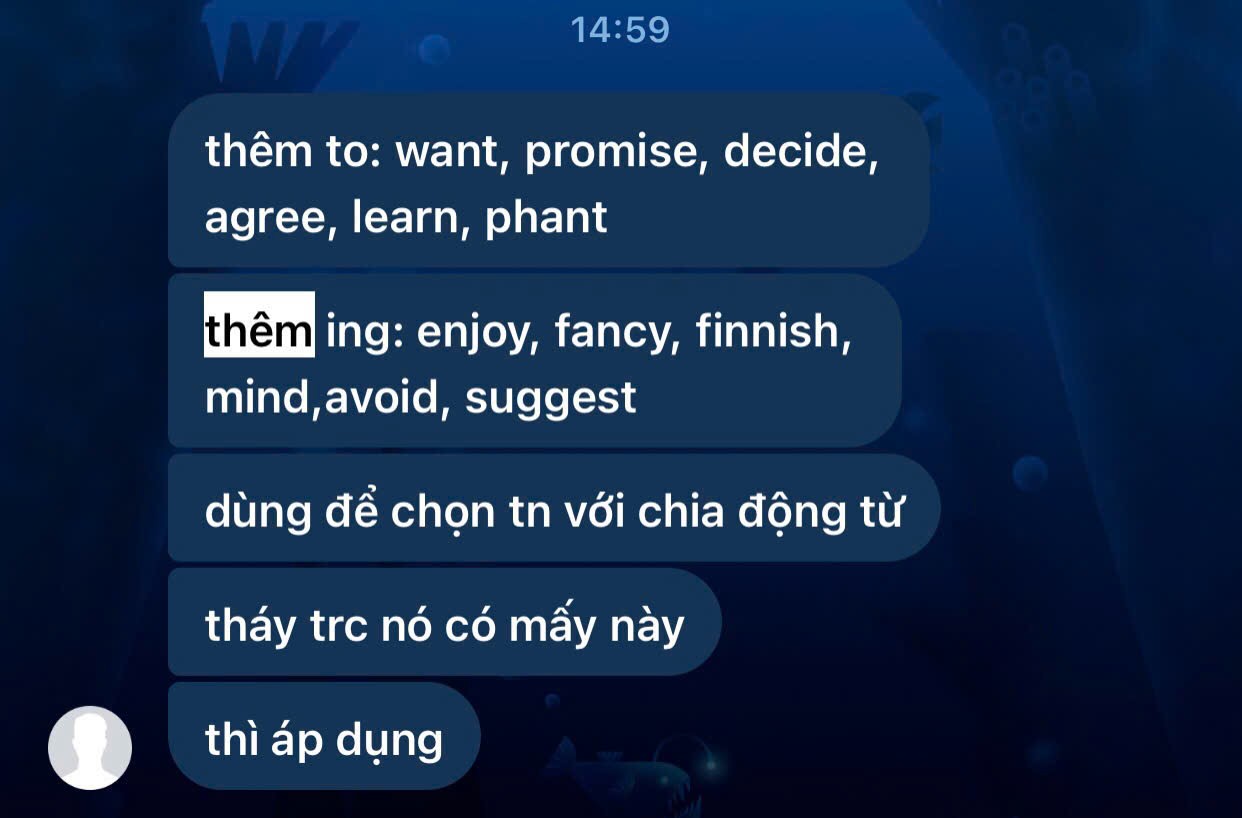 14:59
thêm to: want, promise, decide,
agree, learn, phant
thêm ing: enjoy, fancy, finnish,
mind,avoid, suggest
dùng để chọn tn với chia động từ
tháy trc nó có mấy này
thì áp dụng